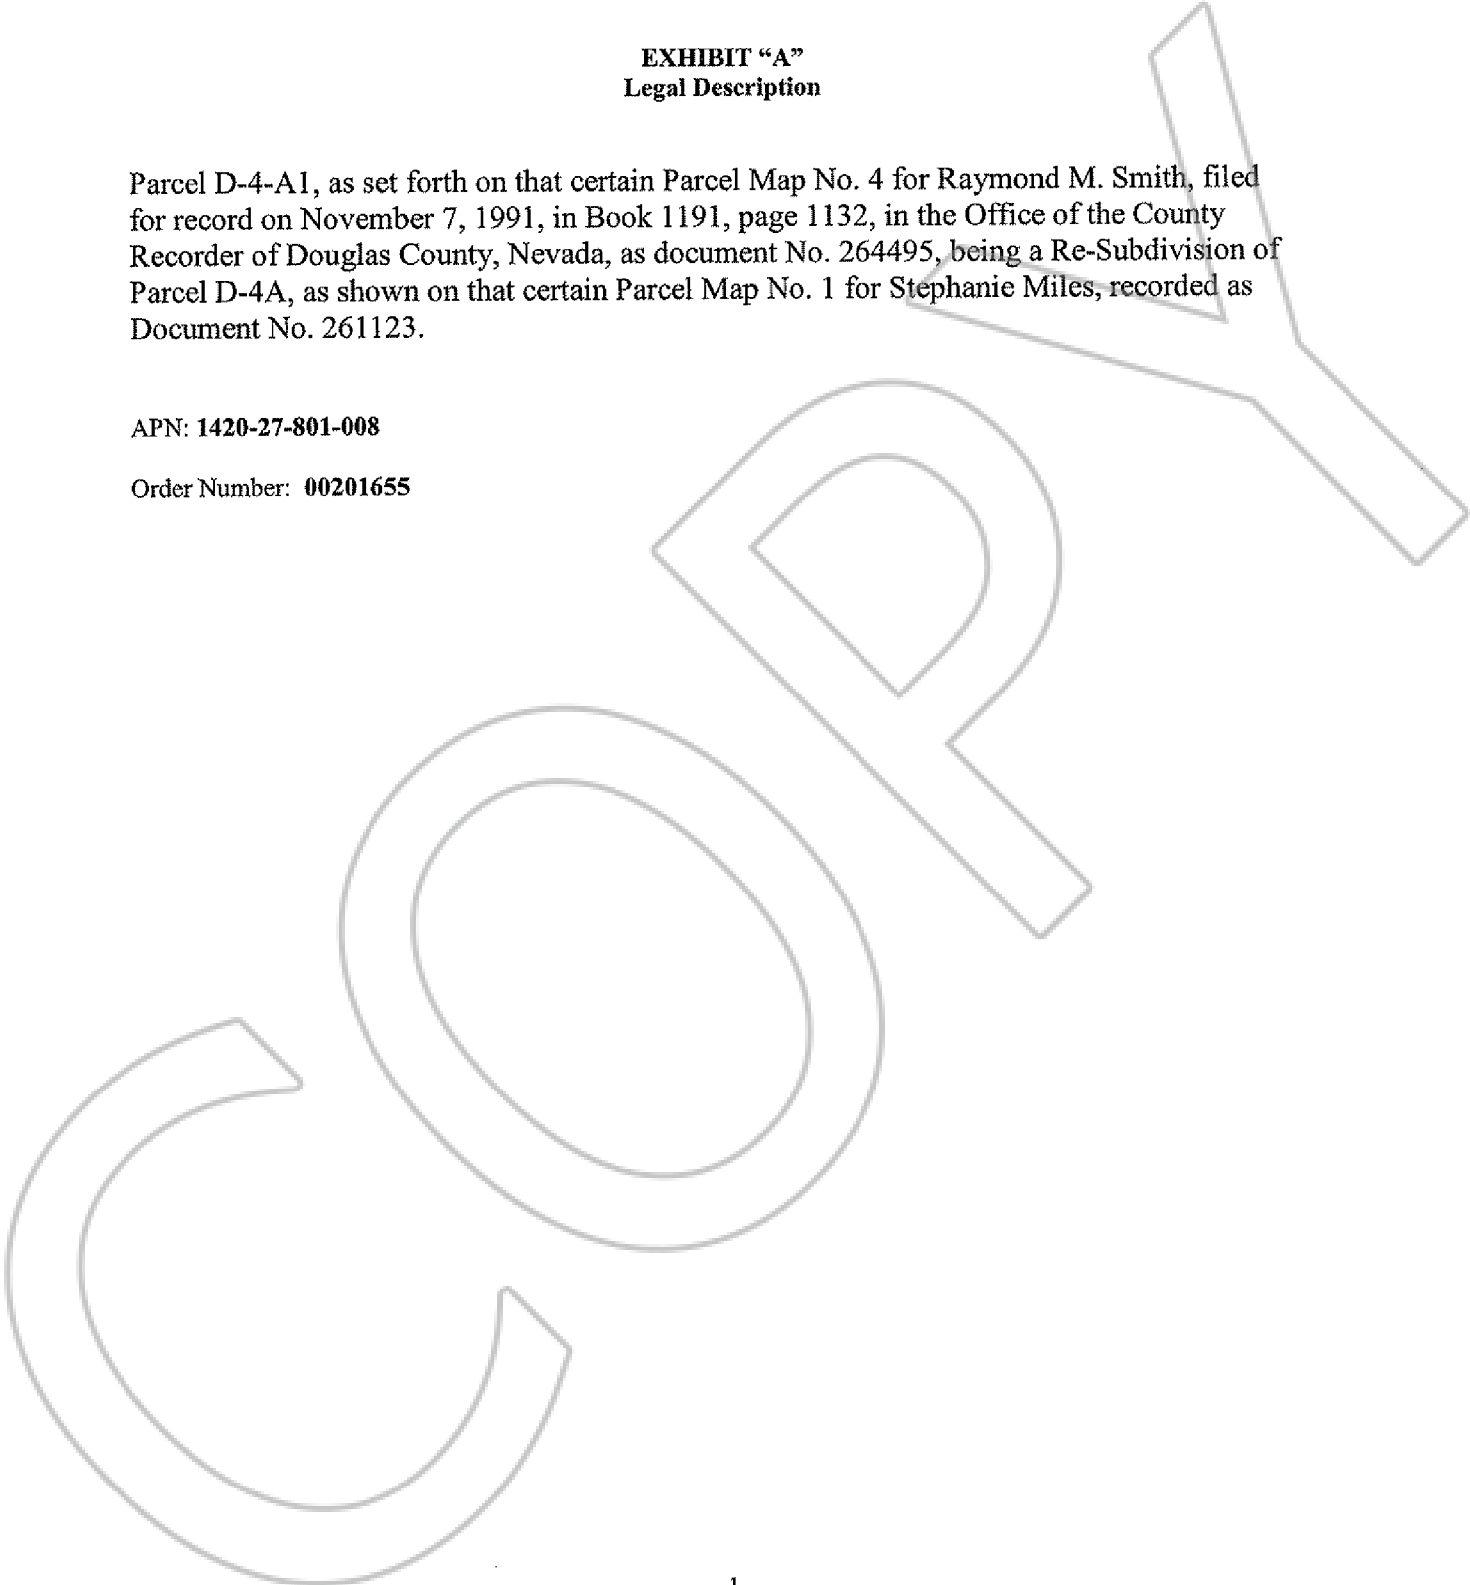 EXHIBIT “A”
Legal Description
Parcel D-4-A1, as set forth on that certain Parcel Map No. 4 for Raymond M. Smith, filed
for record on November 7, 1991, in Book 1191, page 1132, in the Office of the County
Recorder of Douglas County, Nevada, as document No. 264495, being a Re-Subdivision of
Parcel D-4A, as shown on that certain Parcel Map No. 1 for Stephanie Miles, recorded as
Document No. 261123.
APN: 1420-27-801-008
Order Number: 00201655
COPY
1